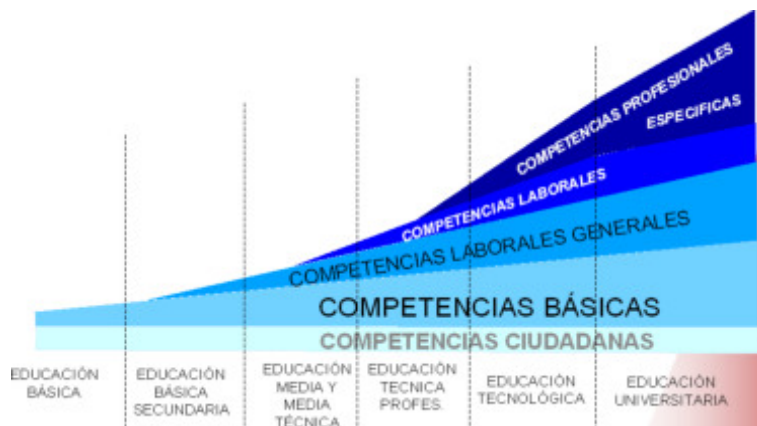 COMPETENCIAS PROFESIONALES
ESPECIFICAS
COMPETENCIAS LABORALES
COMPETENCIAS LABORALES GENERALES
COMPETENCIAS BÁSICAS
COMPETENCIAS CIUDADANAS
EDUCACIÓN
BÁSICA
EDUCACIÓN
BÁSICA
SECUNDARIA
EDUCACIÓN
MEDIA Y
MEDIA
TÉCNICA
EDUCACIÓN
TECNICA
PROFES.
EDUCACIÓN
TECNOLÓGICA
EDUCACIÓN
UNIVERSITARIA